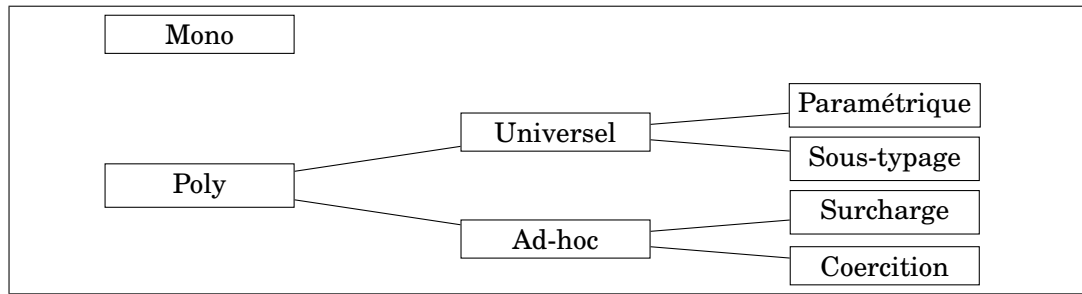 Mono
Poly
Universel
Ad-hoc
Paramétrique
Sous-typage
Surcharge
Coercition